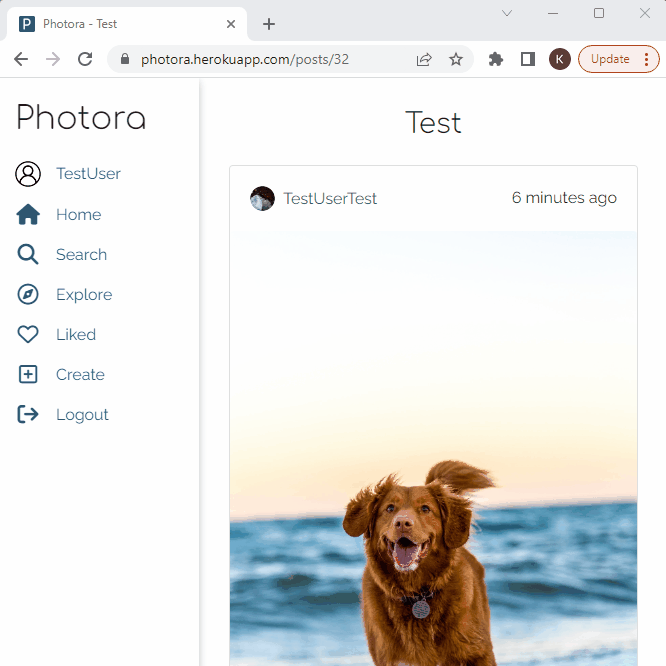 Photora - Test
photora.herokuapp.com/posts/32
K
Update
Photora
TestUser
Home
Search
Explore
Liked
Create
Logout
Test
TestUserTest
6 minutes ago